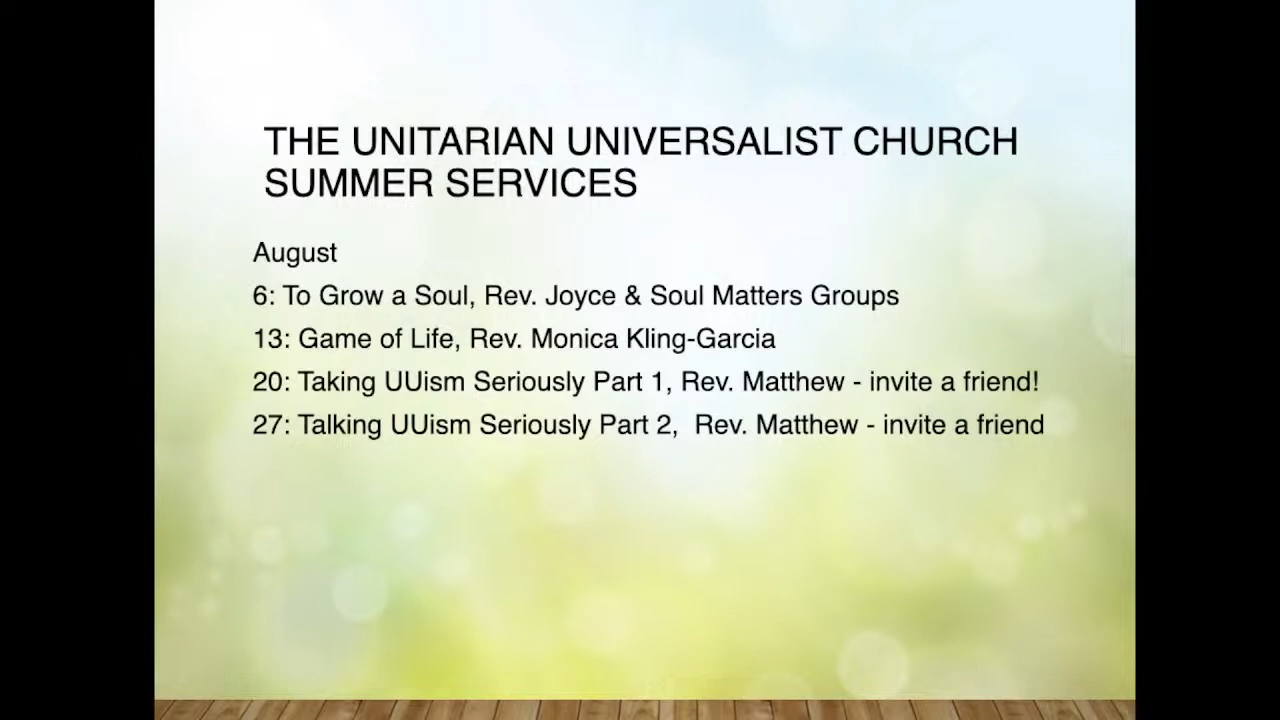 THE UNITARIAN UNIVERSALIST CHURCH
SUMMER SERVICES
August
6: To Grow a Soul, Rev. Joyce & Soul Matters Groups
13: Game of Life, Rev. Monica Kling-Garcia
20: Taking UUism Seriously Part 1, Rev. Matthew - invite a friend!
27: Talking UUism Seriously Part 2,  Rev. Matthew - invite a friend